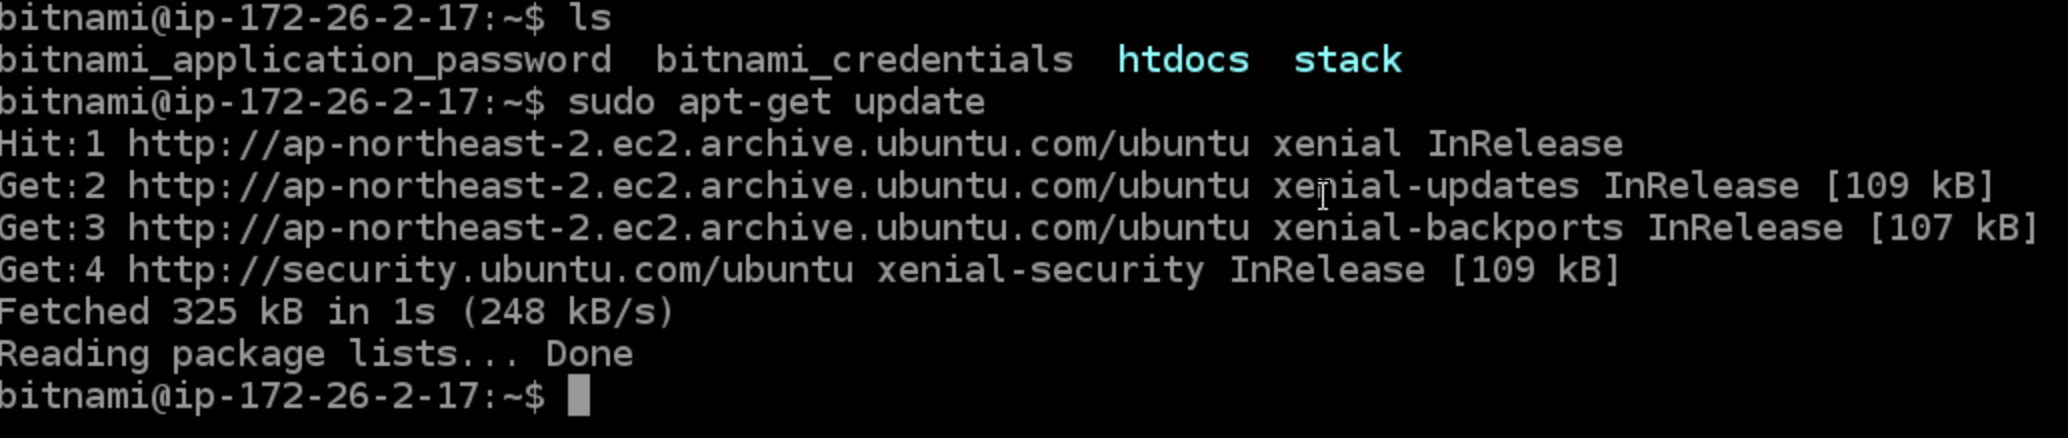 bitnami@ip-172-26-2-17:~$ ls
bitnami_application_password  bitnami_credentials  htdocs  stack
bitnami@ip-172-26-2-17:~$ sudo apt-get update
Hit:1 http://ap-northeast-2.ec2.archive.ubuntu.com/ubuntu xenial InRelease
Get:2 http://ap-northeast-2.ec2.archive.ubuntu.com/ubuntu xenial-updates InRelease [109 kB]
Get:3 http://ap-northeast-2.ec2.archive.ubuntu.com/ubuntu xenial-backports InRelease [107 kB]
Get:4 http://security.ubuntu.com/ubuntu xenial-security InRelease [109 kB]
Fetched 325 kB in 1s (248 kB/s)
Reading package lists... Done
bitnami@ip-172-26-2-17:~$